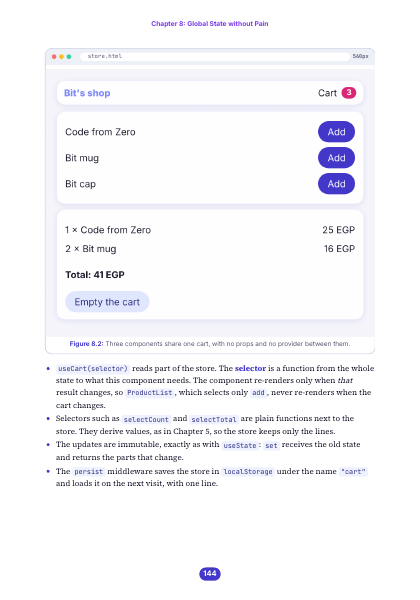 Chapter 8: Global State without Pain
store.html
560px
Bit's shop
Cart 3
Code from Zero
Add
Bit mug
Add
Bit cap
Add
1 × Code from Zero
25 EGP
2 × Bit mug
16 EGP
Total: 41 EGP
Empty the cart
Figure 8.2: Three components share one cart, with no props and no provider between them.
• useCart(selector) reads part of the store. The selector is a function from the whole
state to what this component needs. The component re-renders only when that
result changes, so ProductList, which selects only add, never re-renders when the
cart changes.
• Selectors such as selectCount and selectTotal are plain functions next to the
store. They derive values, as in Chapter 5, so the store keeps only the lines.
• The updates are immutable, exactly as with useState: set receives the old state
and returns the parts that change.
• The persist middleware saves the store in localStorage under the name "cart"
and loads it on the next visit, with one line.
144